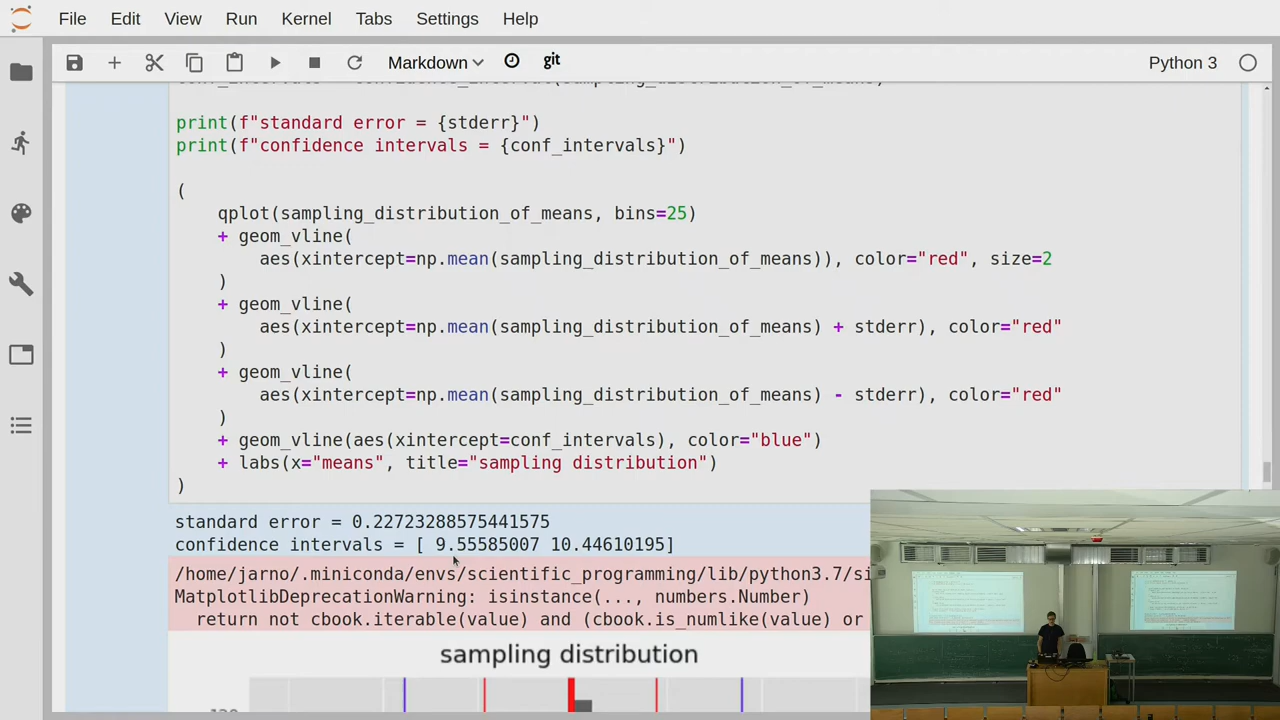 File Edit View Run Kernel Tabs Settings Help
Markdown git Python 3
print(f"standard error = {stderr}")
print(f"confidence intervals = {conf_intervals}")
(
qplot(sampling_distribution_of_means, bins=25)
+ geom_vline(
aes(xintercept=np.mean(sampling_distribution_of_means)), color="red", size=2
)
+ geom_vline(
aes(xintercept=np.mean(sampling_distribution_of_means) + stderr), color="red"
)
+ geom_vline(
aes(xintercept=np.mean(sampling_distribution_of_means) - stderr), color="red"
)
+ geom_vline(aes(xintercept=conf_intervals), color="blue")
+ labs(x="means", title="sampling distribution")
)
standard error = 0.22723288575441575
confidence intervals = [ 9.55585007 10.44610195]
/home/jarno/.miniconda/envs/scientific_programming/lib/python3.7/si
MatplotlibDeprecationWarning: isinstance(..., numbers.Number)
return not cbook.iterable(value) and (cbook.is_numlike(value) or
sampling distribution